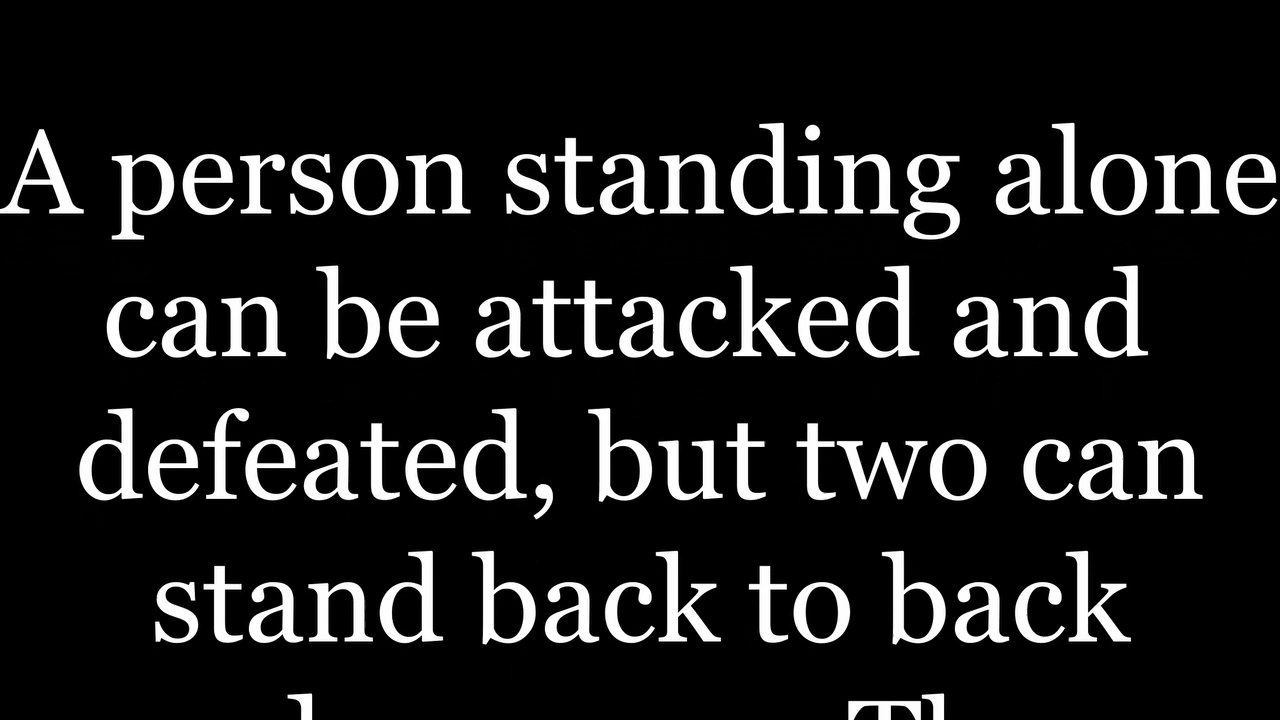 A person standing alone
can be attacked and
defeated, but two can
stand back to back